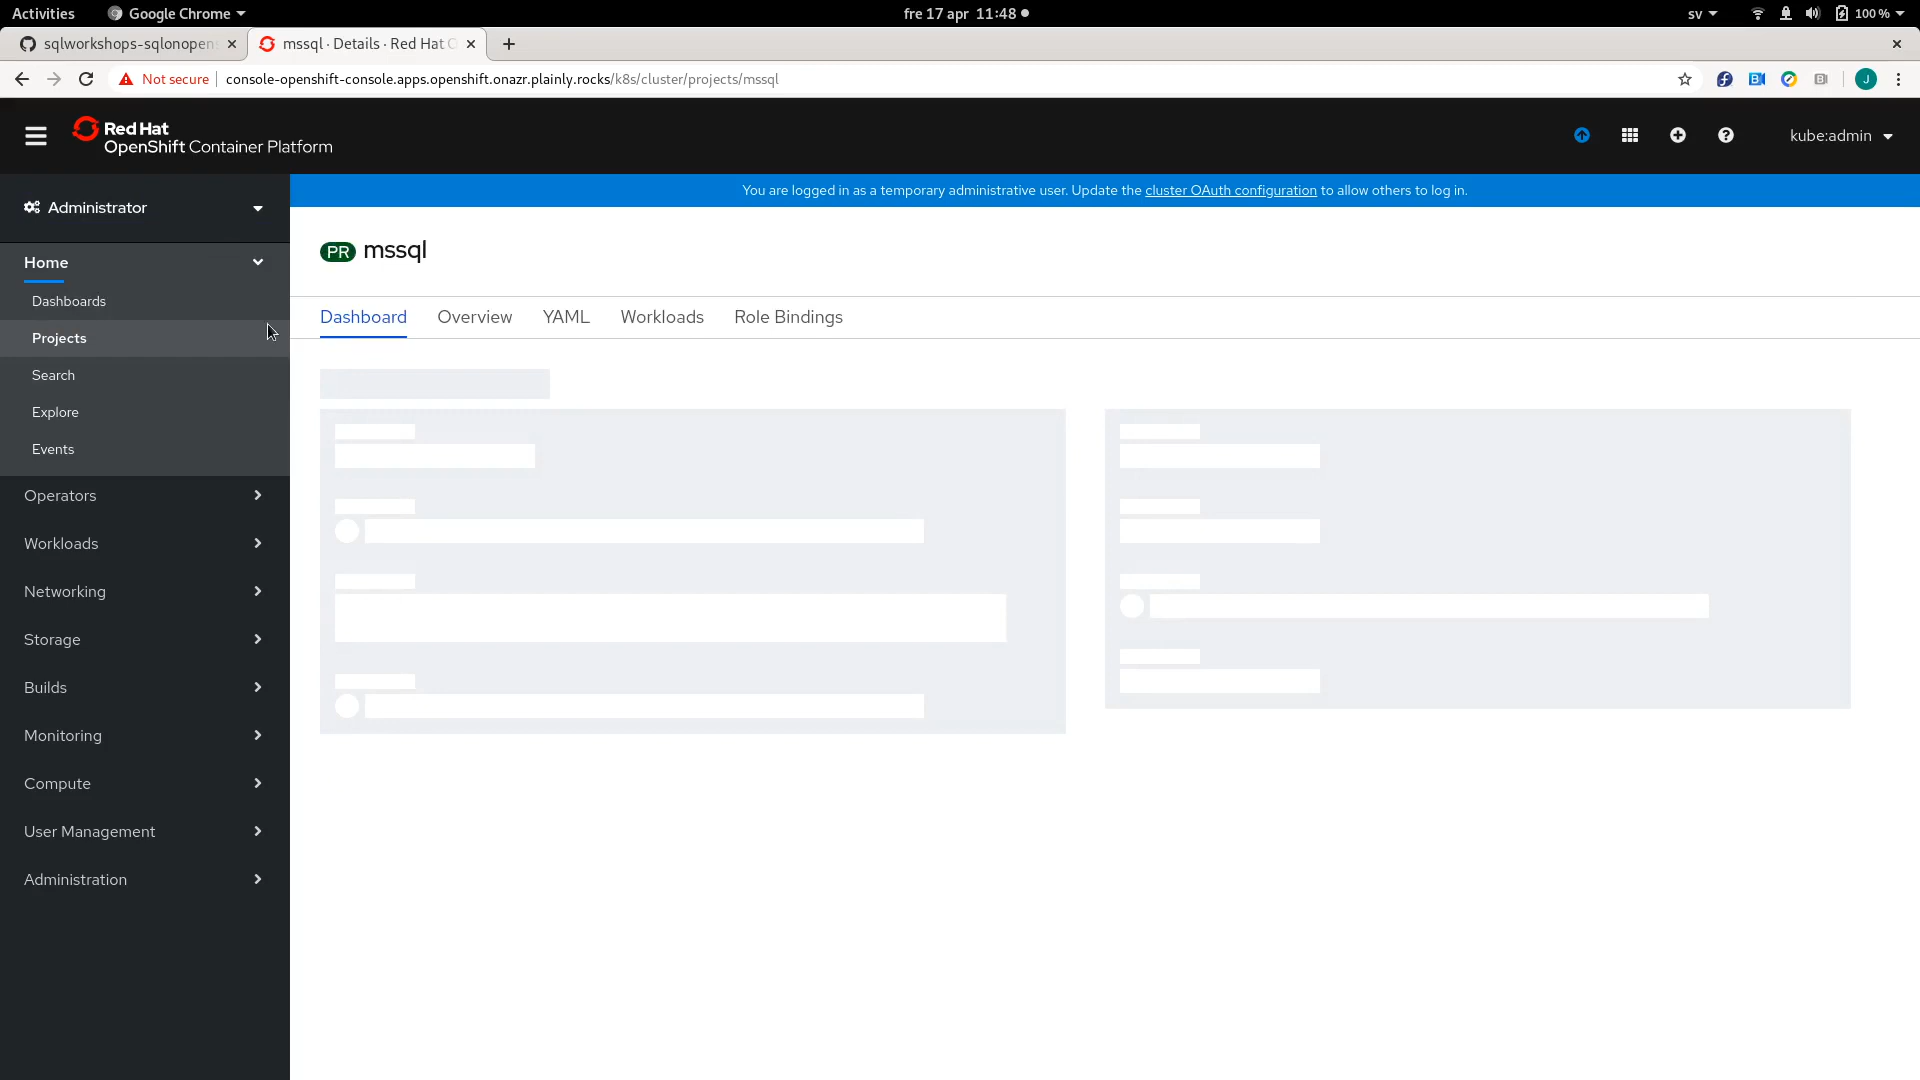 Activities
Google Chrome
fre 17 apr 11:48
sv
100 %
sqlworkshops-sqlonopens
mssql · Details · Red Hat O
Not secure
console-openshift-console.apps.openshift.onazr.plainly.rocks/k8s/cluster/projects/mssql
J
Red Hat
OpenShift Container Platform
kube:admin
Administrator
You are logged in as a temporary administrative user. Update the cluster OAuth configuration to allow others to log in.
PR mssql
Home
Dashboards
Projects
Search
Explore
Events
Operators
Workloads
Networking
Storage
Builds
Monitoring
Compute
User Management
Administration
Dashboard
Overview
YAML
Workloads
Role Bindings